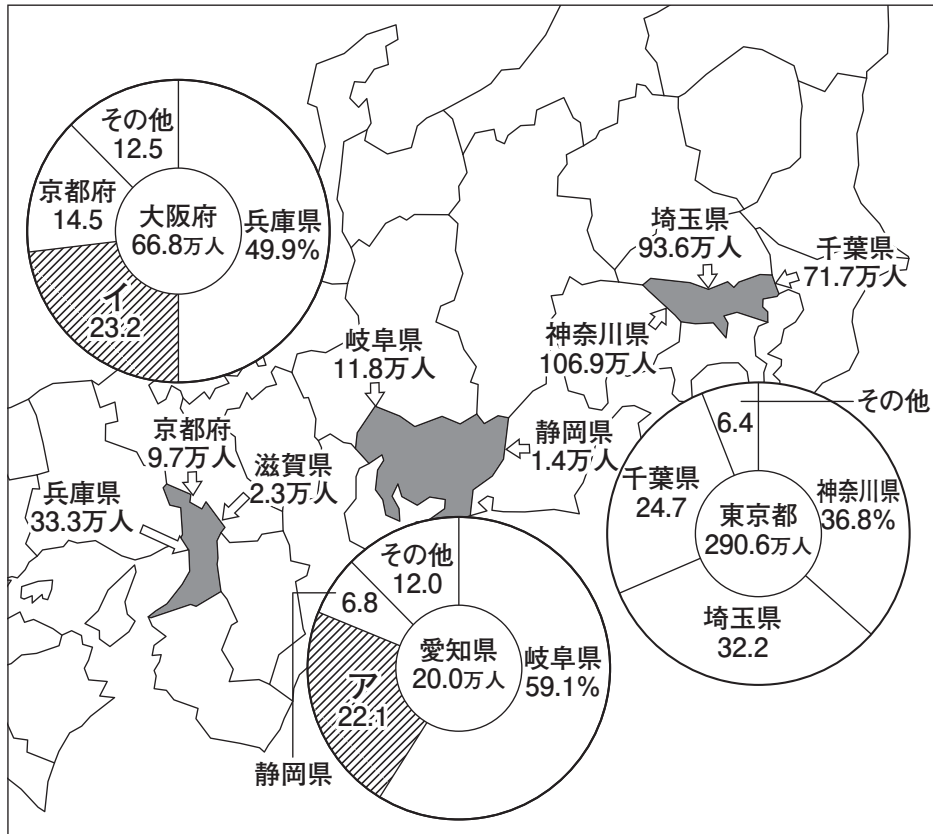 その他
12.5
京都府
14.5
大阪府
66.8万人
兵庫県
49.9%
イ
23.2
埼玉県
93.6万人
千葉県
71.7万人
神奈川県
106.9万人
岐阜県
11.8万人
静岡県
1.4万人
京都府
9.7万人
滋賀県
2.3万人
兵庫県
33.3万人
その他
6.4
千葉県
24.7
東京都
290.6万人
神奈川県
36.8%
埼玉県
32.2
その他
12.0
6.8
愛知県
20.0万人
岐阜県
59.1%
ア
22.1
静岡県